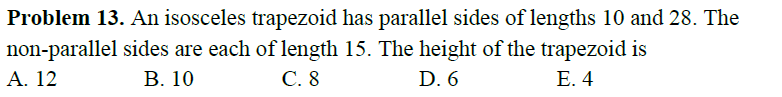 Problem 13. An isosceles trapezoid has parallel sides of lengths 10 and 28. The
non-parallel sides are each of length 15. The height of the trapezoid is
A. 12 B. 10 C. 8 D. 6 E. 4